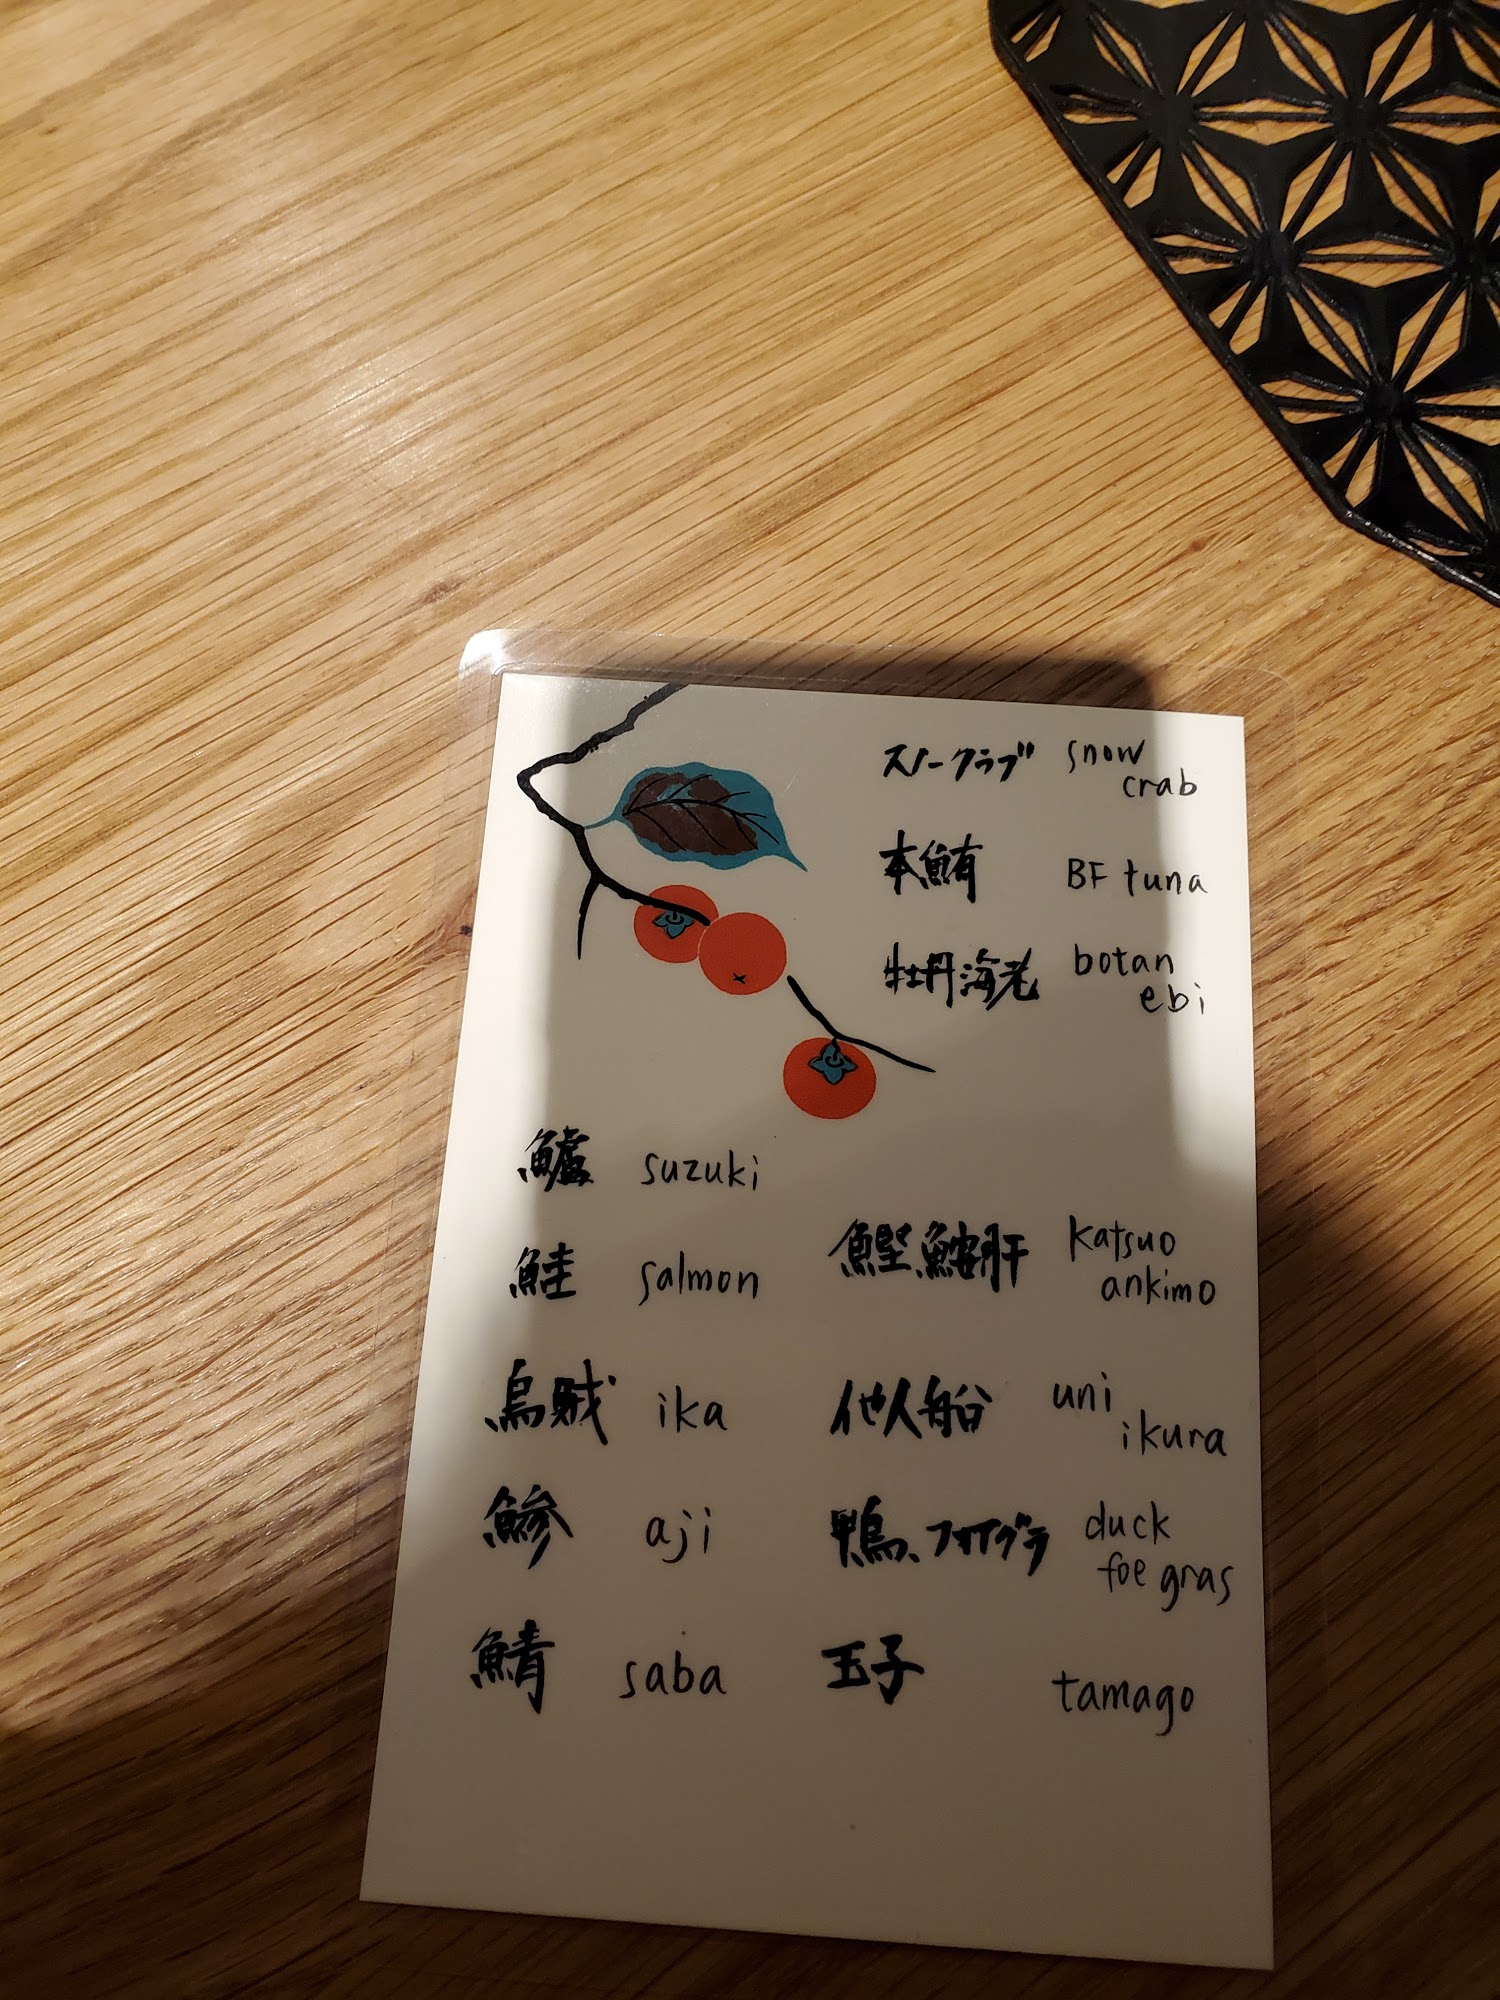 スノークラブ snow
crab
本鮪 BF tuna
牡丹海老 botan
ebi
鱸 suzuki
鮭 salmon
烏賊 ika
鯵 aji
鯖 saba
鰹、鮟肝 katsuo
ankimo
他人船 uni
ikura
鴨、フォアグラ duck
foe gras
玉子 tamago